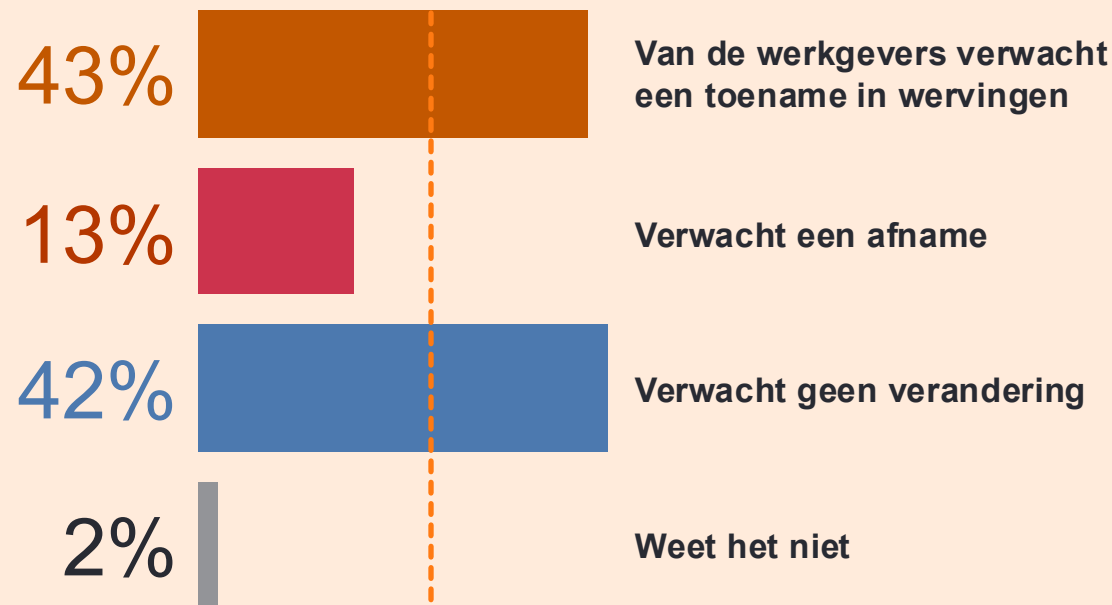 43%
Van de werkgevers verwacht
een toename in wervingen
13%
Verwacht een afname
42%
Verwacht geen verandering
2%
Weet het niet